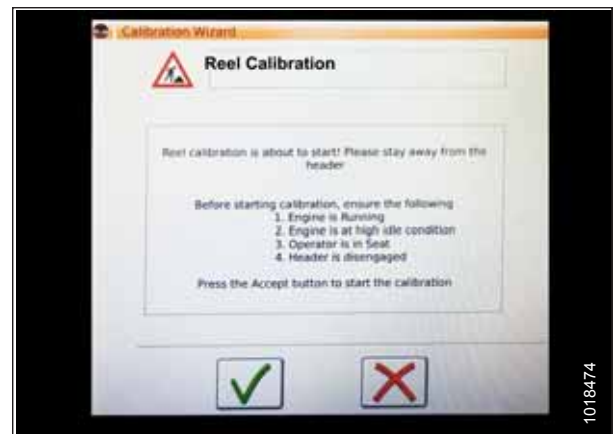 Calibration Wizard
Reel Calibration
Reel calibration is about to start! Please stay away from the
header
Before starting calibration, ensure the following
1. Engine is Running
2. Engine is at high idle condition
3. Operator is in Seat
4. Header is disengaged
Press the Accept button to start the calibration
1018474